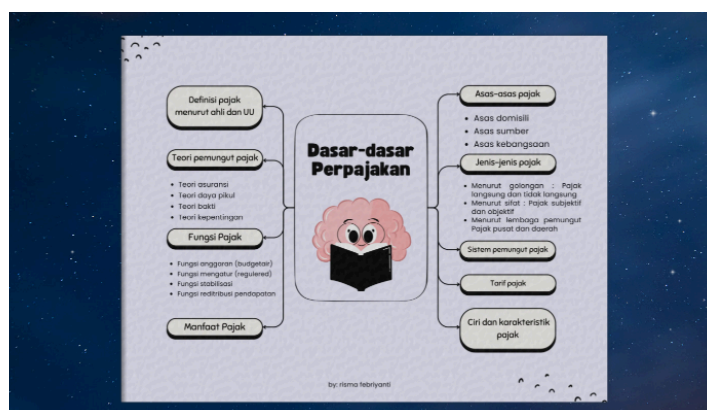 Dasar-dasar
Perpajakan
Definisi pajak
menurut ahli dan UU
Teori pemungut pajak
• Teori asuransi
• Teori daya pikul
• Teori bakti
• Teori kepentingan
Fungsi Pajak
• Fungsi anggaran (budgetair)
• Fungsi mengatur (regulered)
• Fungsi stabilisasi
• Fungsi reditribusi pendapatan
Manfaat Pajak
Asas-asas pajak
• Asas domisili
• Asas sumber
• Asas kebangsaan
Jenis-jenis pajak
• Menurut golongan : Pajak
langsung dan tidak langsung
• Menurut sifat : Pajak subjektif
dan objektif
• Menurut lembaga pemungut
Pajak pusat dan daerah
Sistem pemungut pajak
Tarif pajak
Ciri dan karakteristik
pajak
by: risma febriyanti